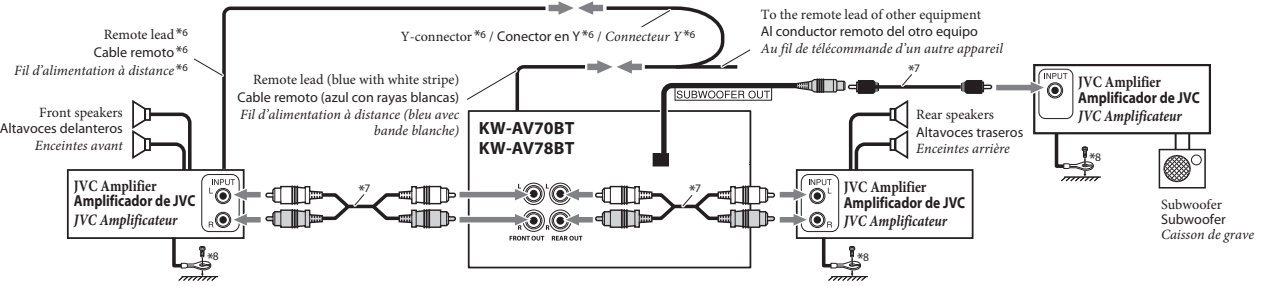 Remote lead*6
Cable remoto*6
Fil d'alimentation à distance*6
Y-connector*6 / Conector en Y*6 / Connecteur Y*6
To the remote lead of other equipment
Al conductor remoto del otro equipo
Au fil de télécommande d'un autre appareil
Remote lead (blue with white stripe)
Cable remoto (azul con rayas blancas)
Fil d'alimentation à distance (bleu avec
bande blanche)
SUBWOOFER OUT
*7
INPUT
JVC Amplifier
Amplificador de JVC
JVC Amplificateur
*8
Subwoofer
Subwoofer
Caisson de grave
Front speakers
Altavoces delanteros
Enceintes avant
KW-AV70BT
KW-AV78BT
Rear speakers
Altavoces traseros
Enceintes arrière
JVC Amplifier
Amplificador de JVC
JVC Amplificateur
INPUT
L
R
*7
L
L
R
R
FRONT OUT
REAR OUT
*7
INPUT
L
R
JVC Amplifier
Amplificador de JVC
JVC Amplificateur
*8
*8